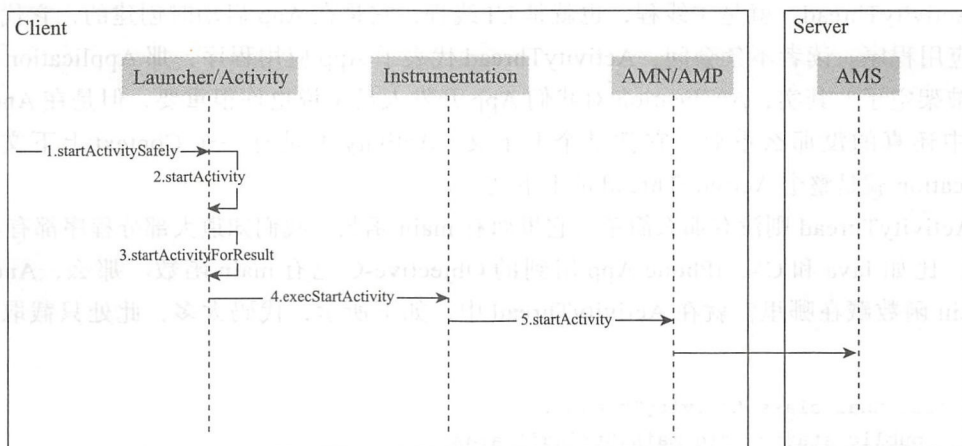 Client
Server
Launcher/Activity
Instrumentation
AMN/AMP
AMS
1.startActivitySafely
2.startActivity
3.startActivityForResult
4.execStartActivity
5.startActivity